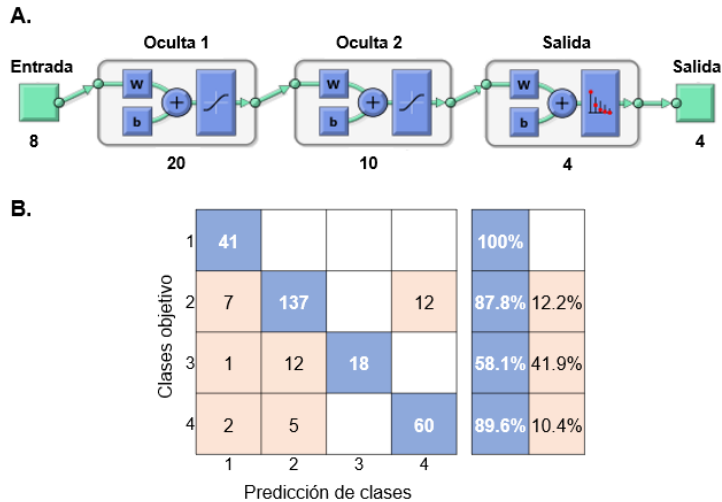 A.
Oculta 1 Oculta 2 Salida
Entrada Salida
W W W
b b b
8 20 10 4 4
B.
Clases objetivo
1 41 100%
2 7 137 12 87.8% 12.2%
3 1 12 18 58.1% 41.9%
4 2 5 60 89.6% 10.4%
1 2 3 4
Predicción de clases